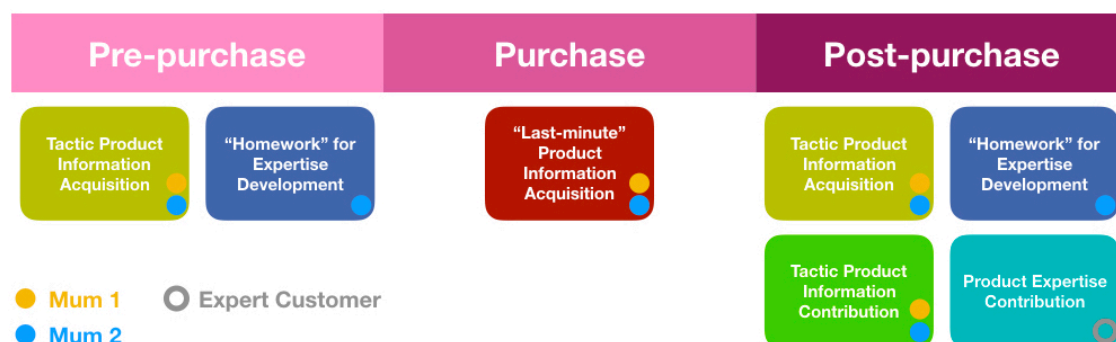 Pre-purchase
Purchase
Post-purchase
Tactic Product
Information
Acquisition
“Homework” for
Expertise
Development
“Last-minute”
Product
Information
Acquisition
Tactic Product
Information
Acquisition
“Homework” for
Expertise
Development
Tactic Product
Information
Contribution
Product Expertise
Contribution
Mum 1
Expert Customer
Mum 2